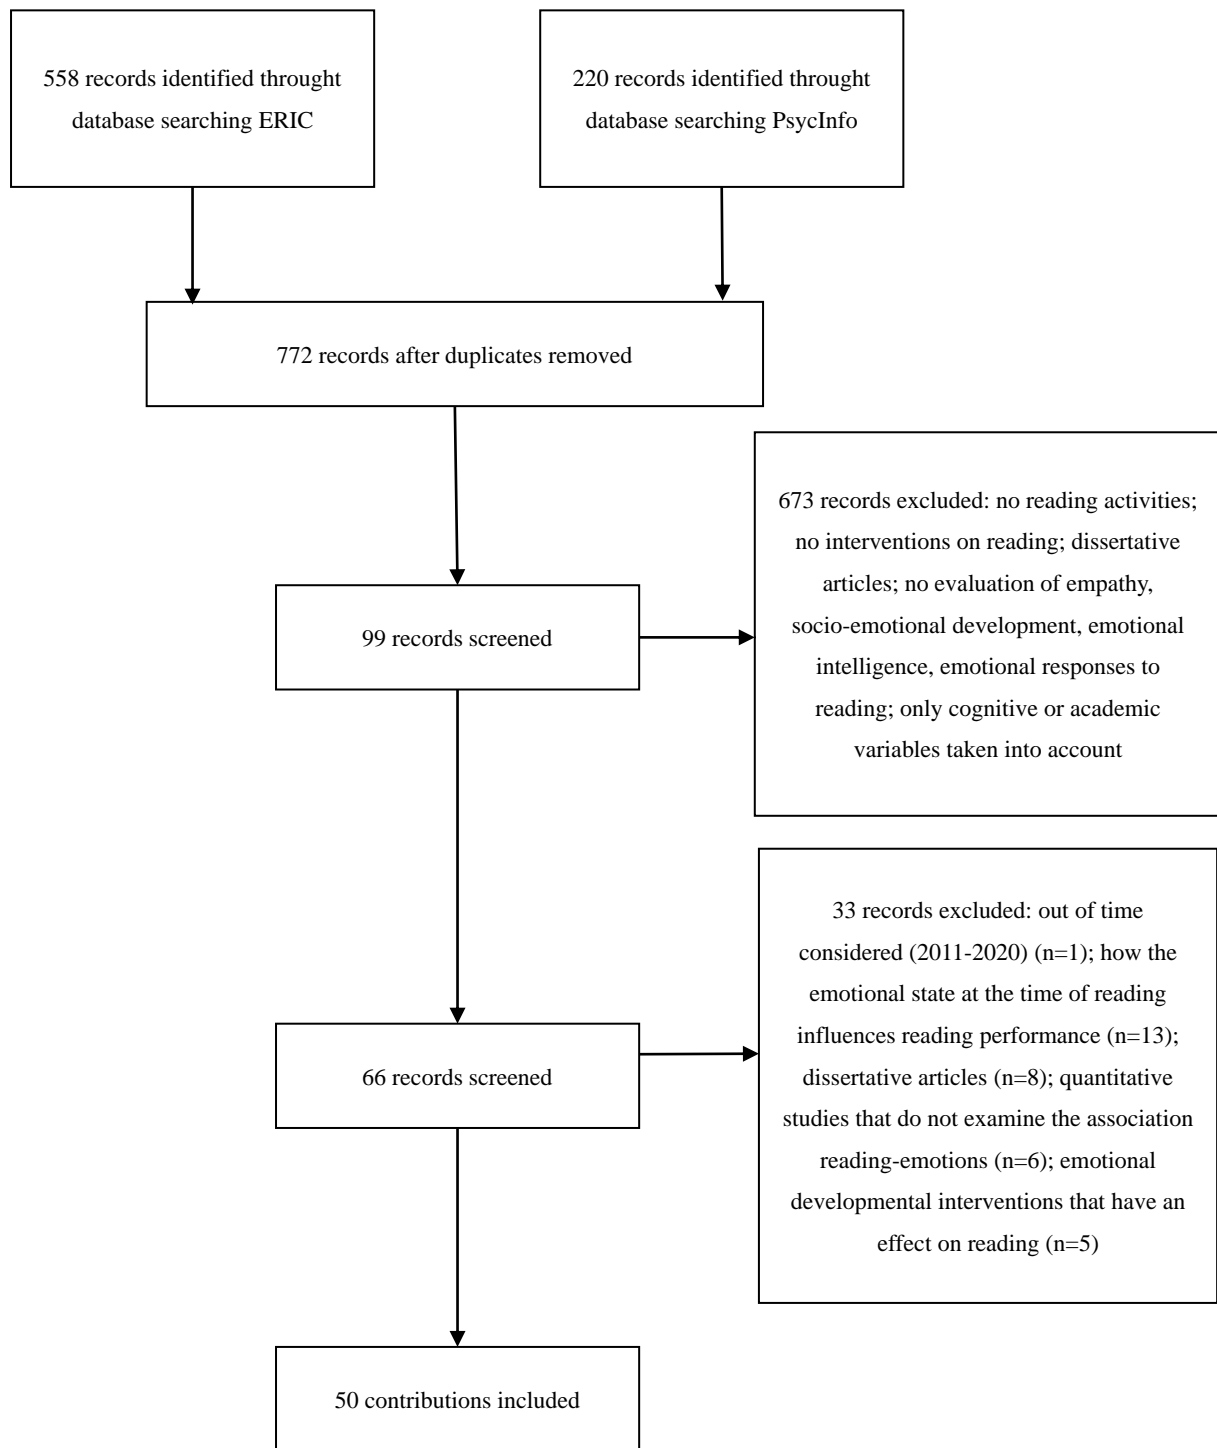 558 records identified throught
database searching ERIC
220 records identified throught
database searching PsycInfo
772 records after duplicates removed
673 records excluded: no reading activities;
no interventions on reading; dissertative
articles; no evaluation of empathy,
socio-emotional development, emotional
intelligence, emotional responses to
reading; only cognitive or academic
variables taken into account
99 records screened
33 records excluded: out of time
considered (2011-2020) (n=1); how the
emotional state at the time of reading
influences reading performance (n=13);
dissertative articles (n=8); quantitative
studies that do not examine the association
reading-emotions (n=6); emotional
developmental interventions that have an
effect on reading (n=5)
66 records screened
50 contributions included